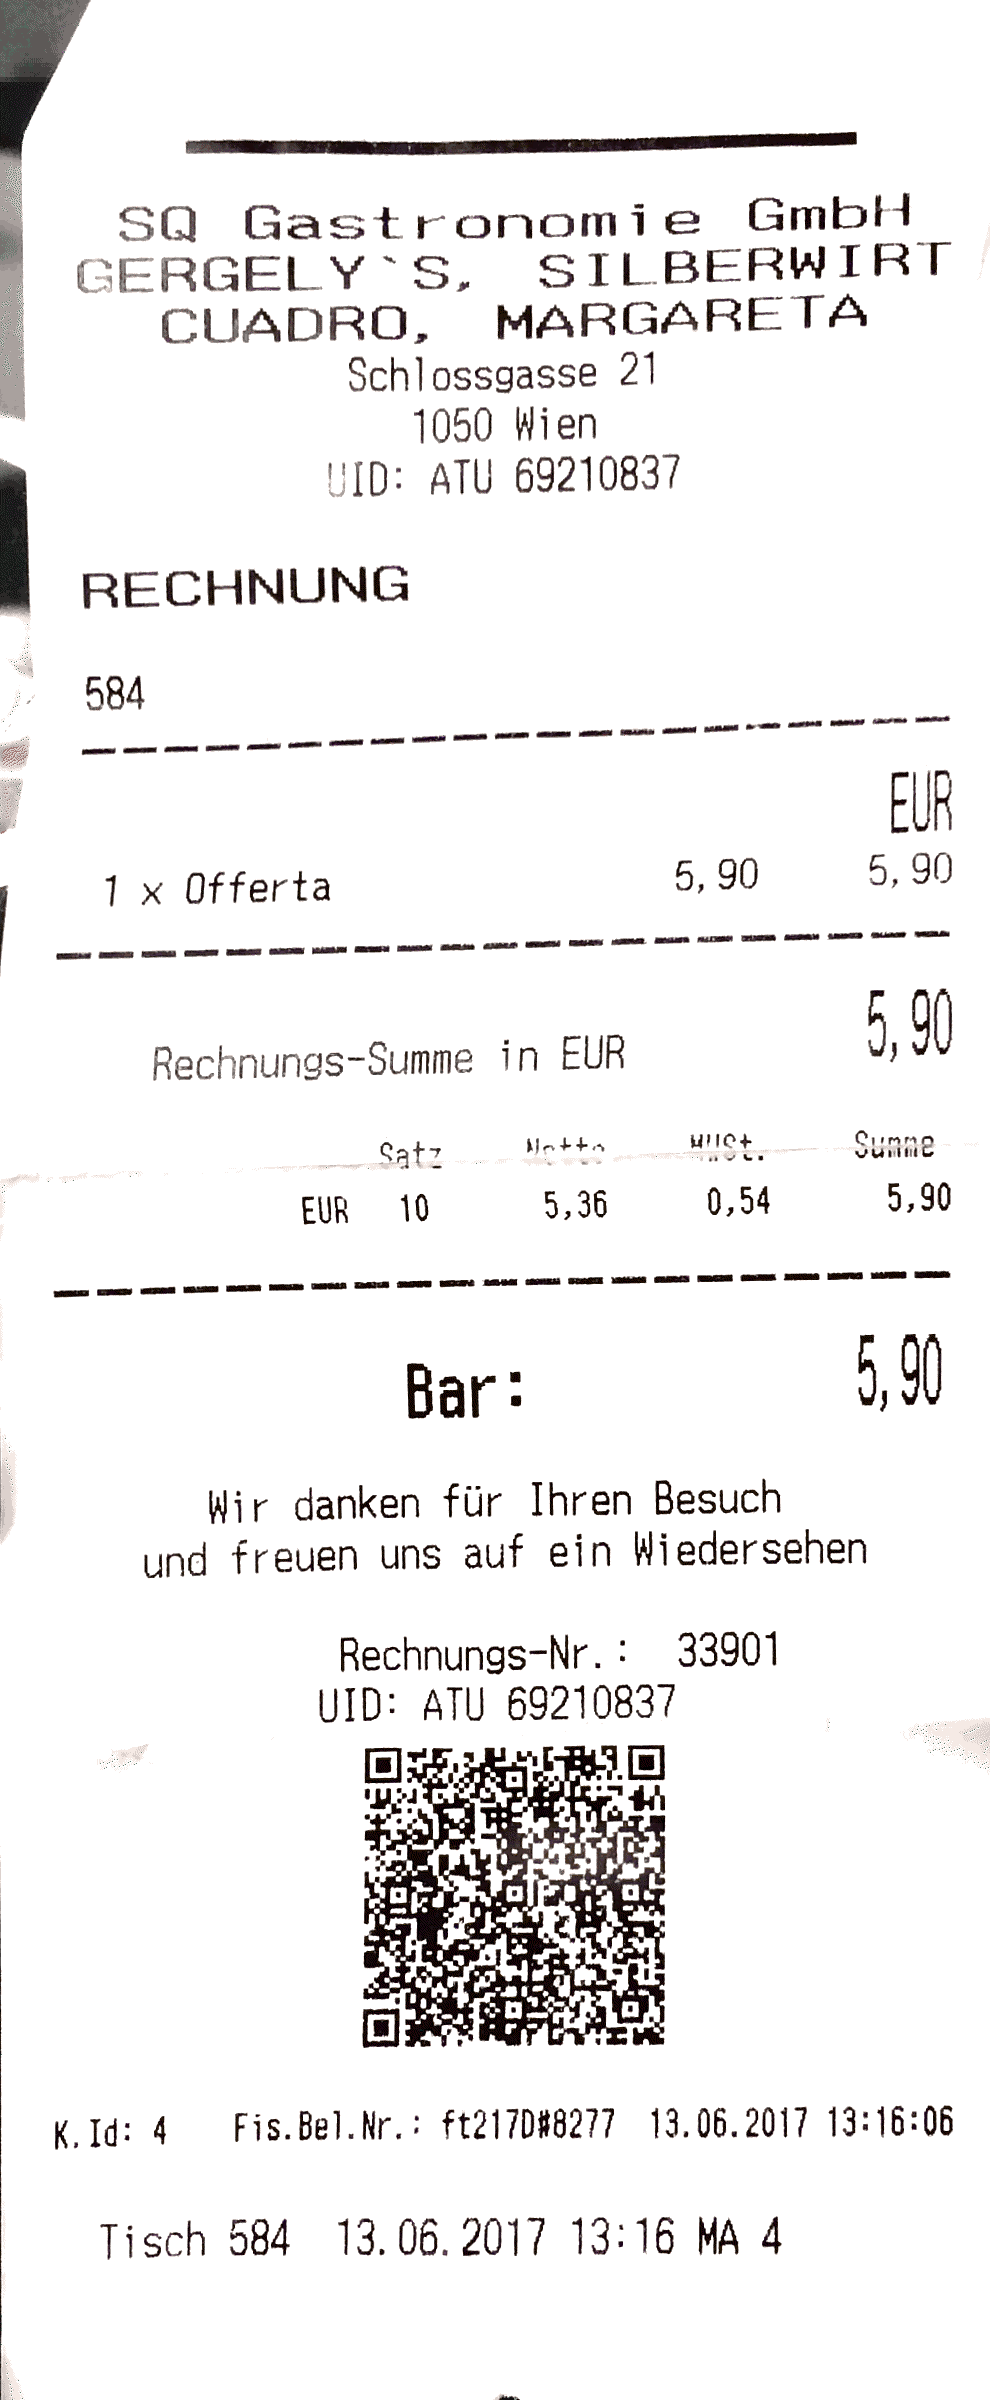 SQ Gastronomie GmbH
GERGELY`S, SILBERWIRT
CUADRO, MARGARETA
Schlossgasse 21
1050 Wien
UID: ATU 69210837
RECHNUNG
584
EUR
1 x Offerta 5,90 5,90
Rechnungs-Summe in EUR 5,90
Satz Netto MWSt. Summe
EUR 10 5,36 0,54 5,90
Bar: 5,90
Wir danken für Ihren Besuch
und freuen uns auf ein Wiedersehen
Rechnungs-Nr.: 33901
UID: ATU 69210837
K.Id: 4 Fis.Bel.Nr.: ft217D#8277 13.06.2017 13:16:06
Tisch 584 13.06.2017 13:16 MA 4